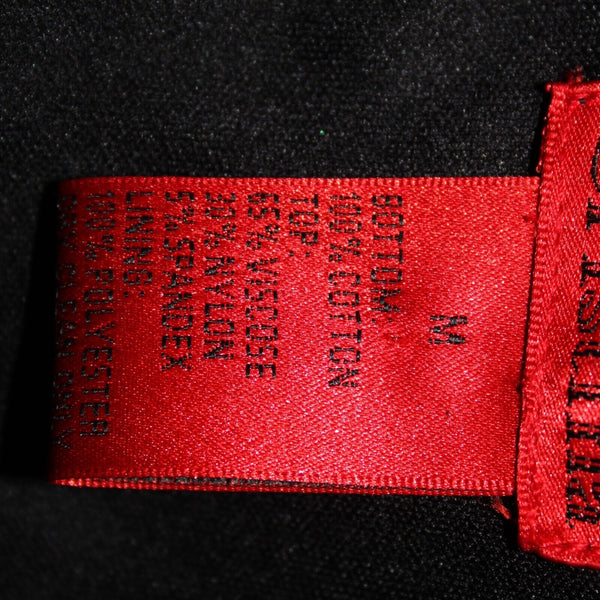 M
BOTTOM:
100% COTTON
TOP:
65% VISCOSE
30% NYLON
5% SPANDEX
LINING:
100% POLYESTER